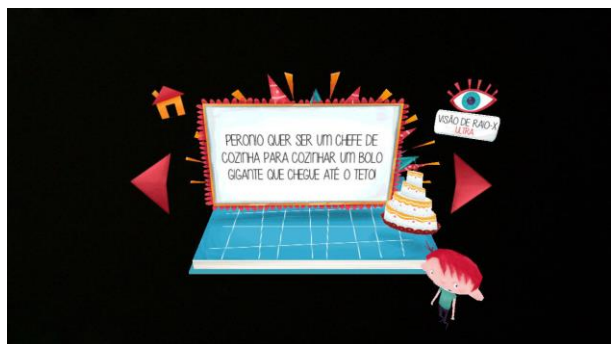 PERONIO QUER SER UM CHEFE DE
COZINHA PARA COZINHAR UM BOLO
GIGANTE QUE CHEGUE ATÉ O TETO!
VISÃO DE RAIO-X
ULTRA